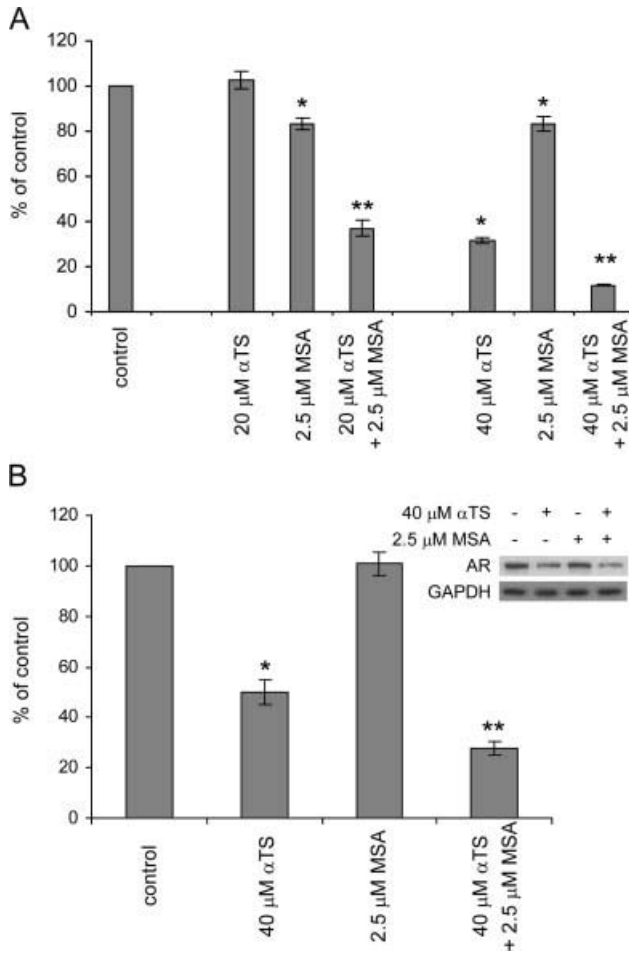 A
% of control
120
100
80
60
40
20
0
*
**
*
*
**
control
20 μM αTS
2.5 μM MSA
20 μM αTS
+ 2.5 μM MSA
40 μM αTS
2.5 μM MSA
40 μM αTS
+ 2.5 μM MSA
B
% of control
120
100
80
60
40
20
0
*
**
40 μM αTS - + - +
2.5 μM MSA - - + +
AR
GAPDH
control
40 μM αTS
2.5 μM MSA
40 μM αTS
+ 2.5 μM MSA